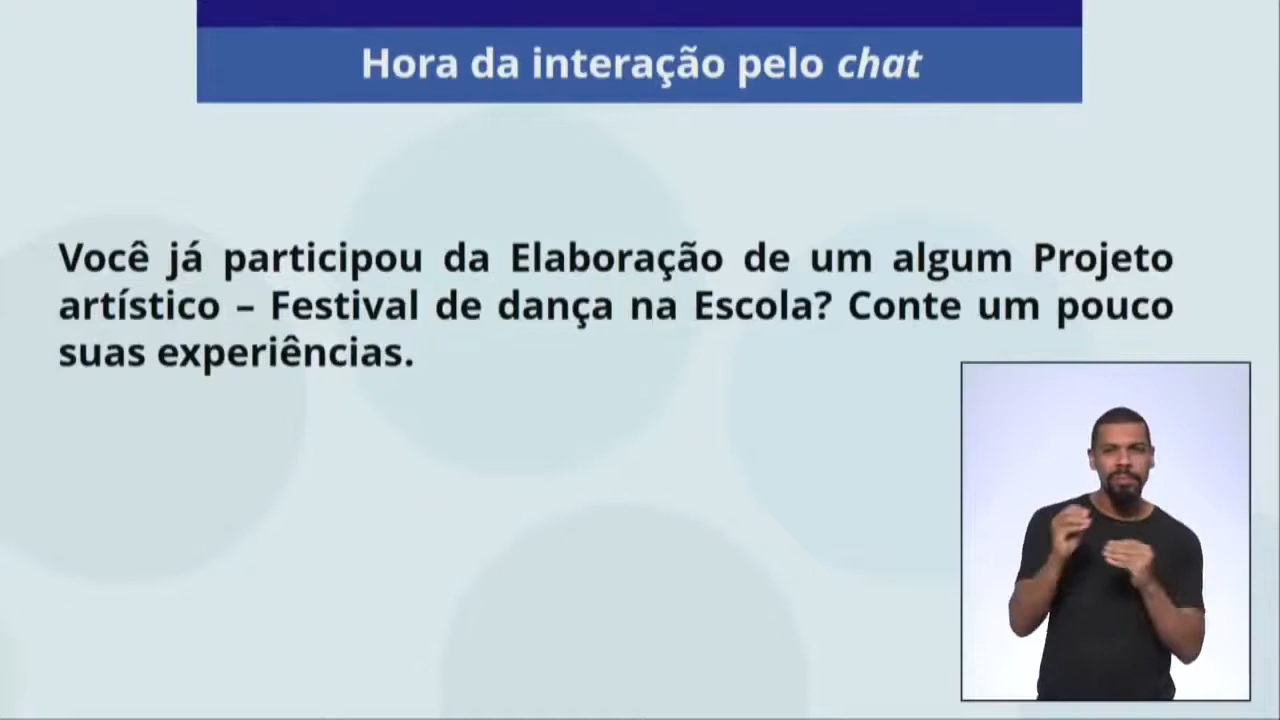 Hora da interação pelo chat
Você já participou da Elaboração de um algum Projeto
artístico – Festival de dança na Escola? Conte um pouco
suas experiências.